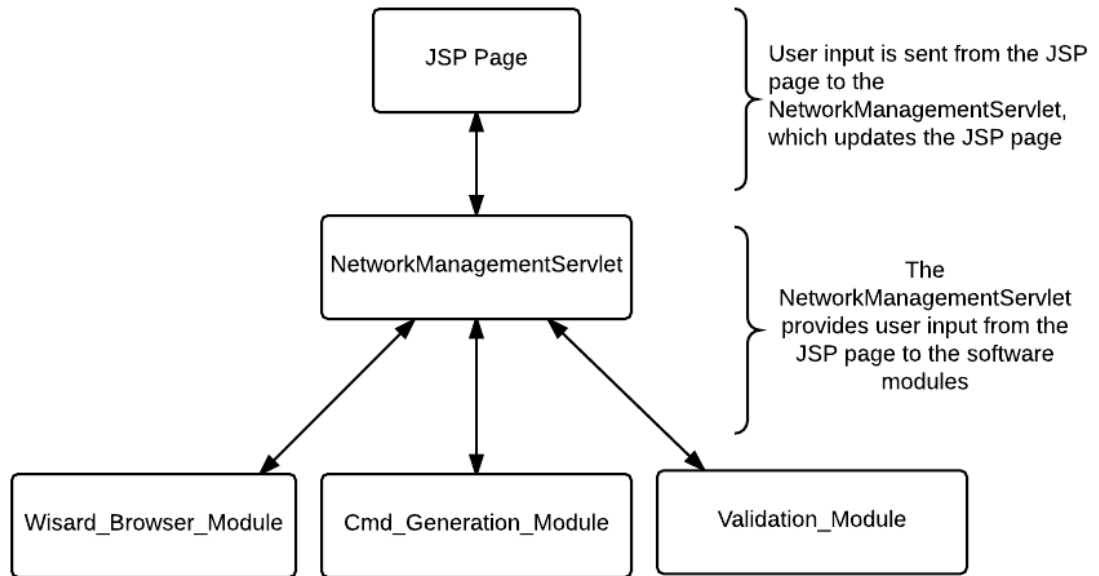 JSP Page
User input is sent from the JSP
page to the
NetworkManagementServlet,
which updates the JSP page
NetworkManagementServlet
The
NetworkManagementServlet
provides user input from the
JSP page to the software
modules
Wisard_Browser_Module
Cmd_Generation_Module
Validation_Module